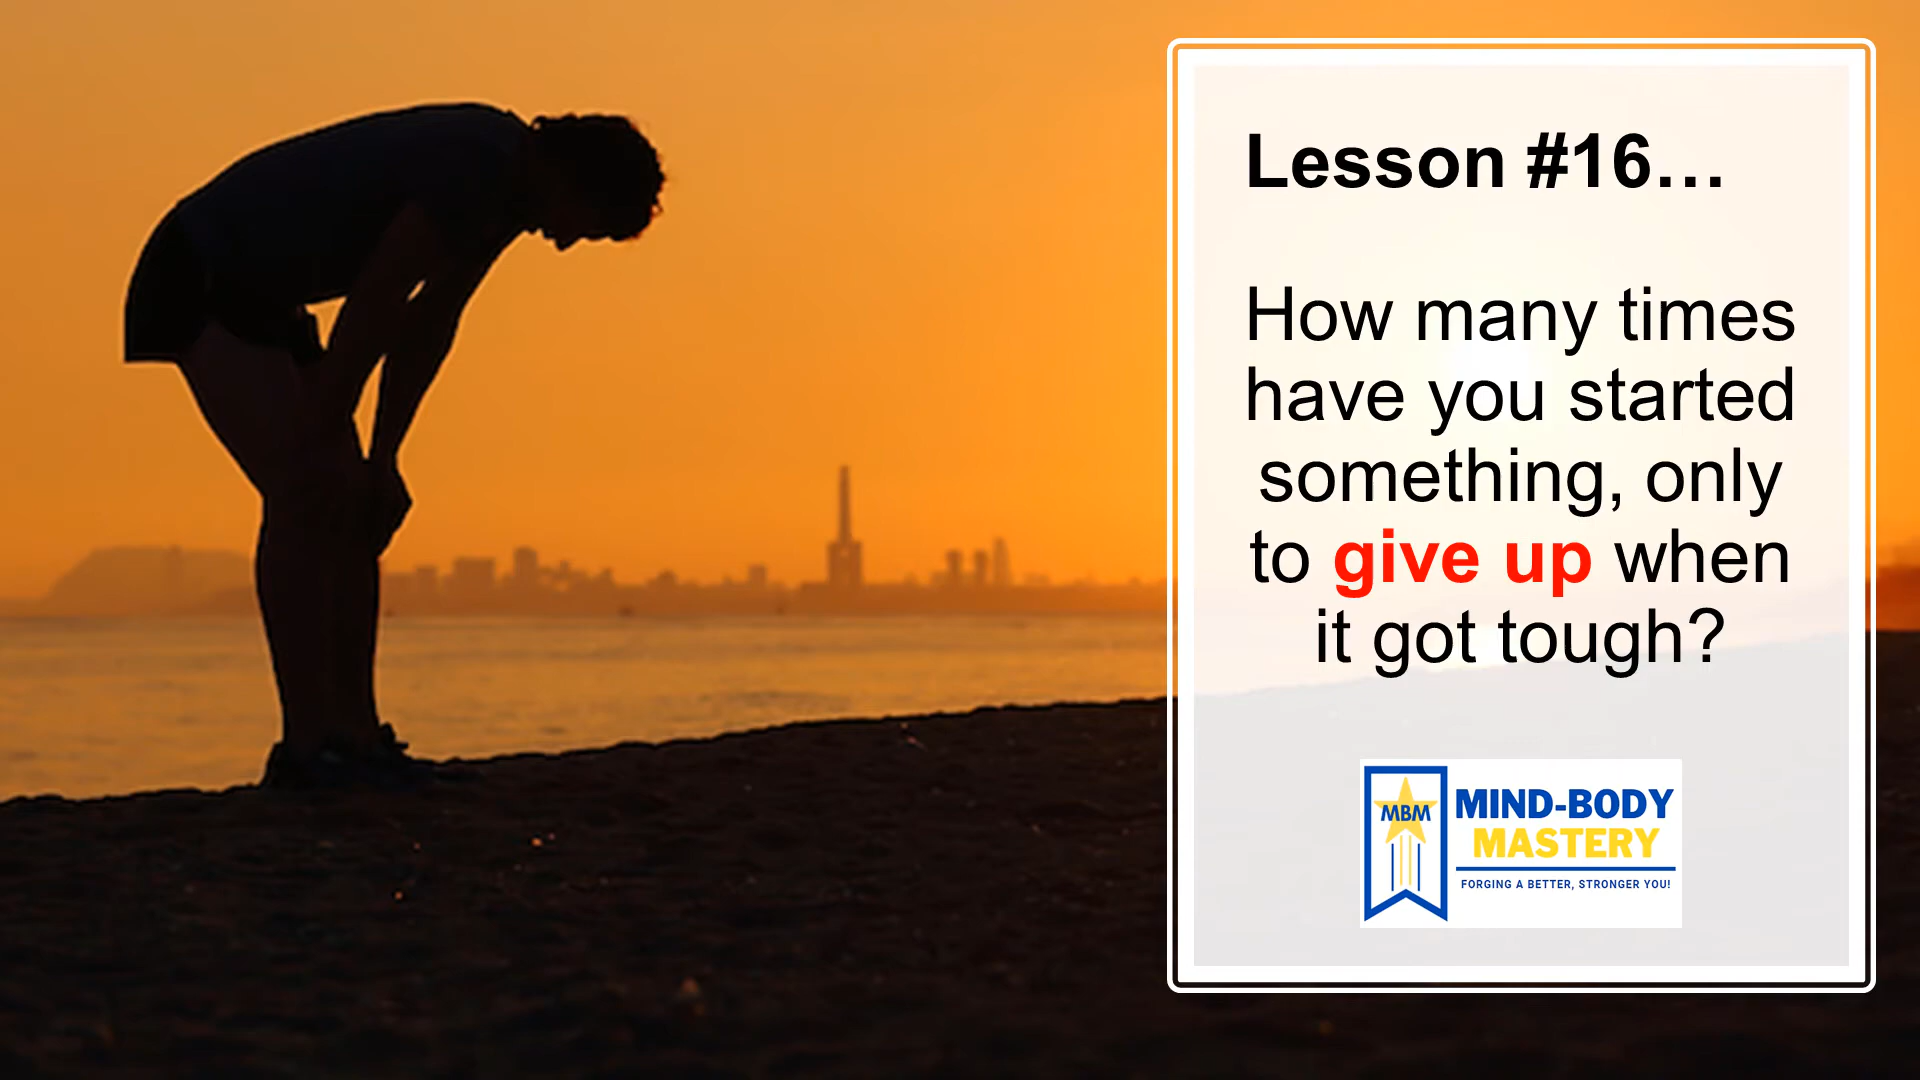 Lesson #16…
How many times
have you started
something, only
to give up when
it got tough?
MBM
MIND-BODY
MASTERY
FORGING A BETTER, STRONGER YOU!